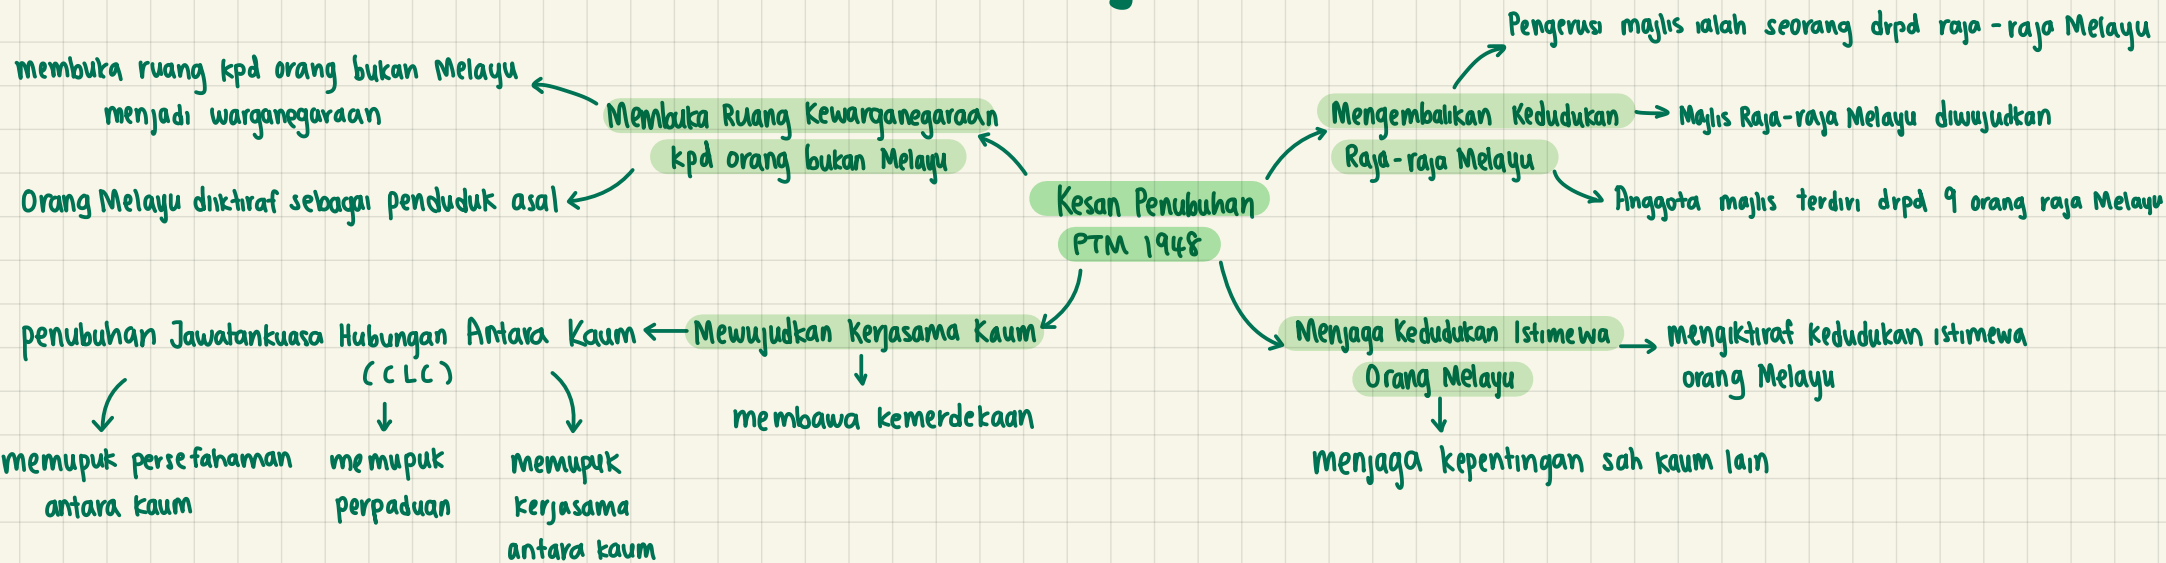 Kesan Penubuhan
PTM 1948
Membuka Ruang Kewarganegaraan
kpd orang bukan Melayu
membuka ruang kpd orang bukan Melayu
menjadi warganegaraan
Orang Melayu diiktiraf sebagai penduduk asal
Mengembalikan Kedudukan
Raja-raja Melayu
Pengerusi majlis ialah seorang drpd raja-raja Melayu
Majlis Raja-raja Melayu diwujudkan
Anggota majlis terdiri drpd 9 orang raja Melayu
Mewujudkan Kerjasama Kaum
penubuhan Jawatankuasa Hubungan Antara Kaum
(CLC)
memupuk persefahaman
antara kaum
memupuk
perpaduan
memupuk
kerjasama
antara kaum
membawa kemerdekaan
Menjaga Kedudukan Istimewa
Orang Melayu
mengiktiraf kedudukan istimewa
orang Melayu
menjaga kepentingan sah kaum lain